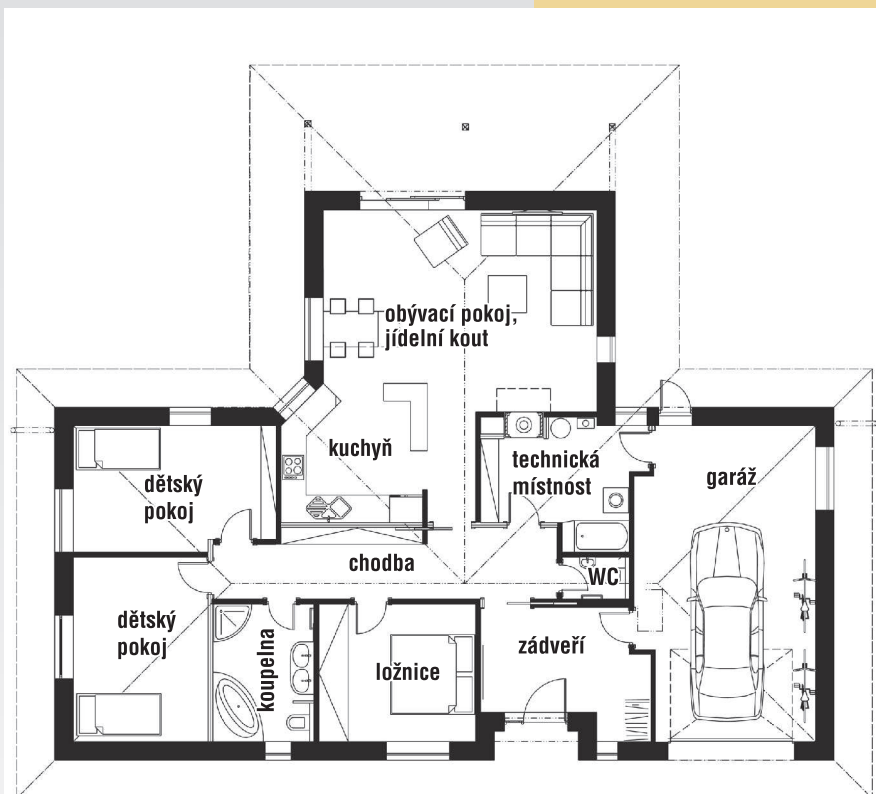 obývací pokoj,
jídelní kout
kuchyň
technická
místnost
garáž
dětský
pokoj
chodba
WC
dětský
pokoj
koupelna
ložnice
zádveří